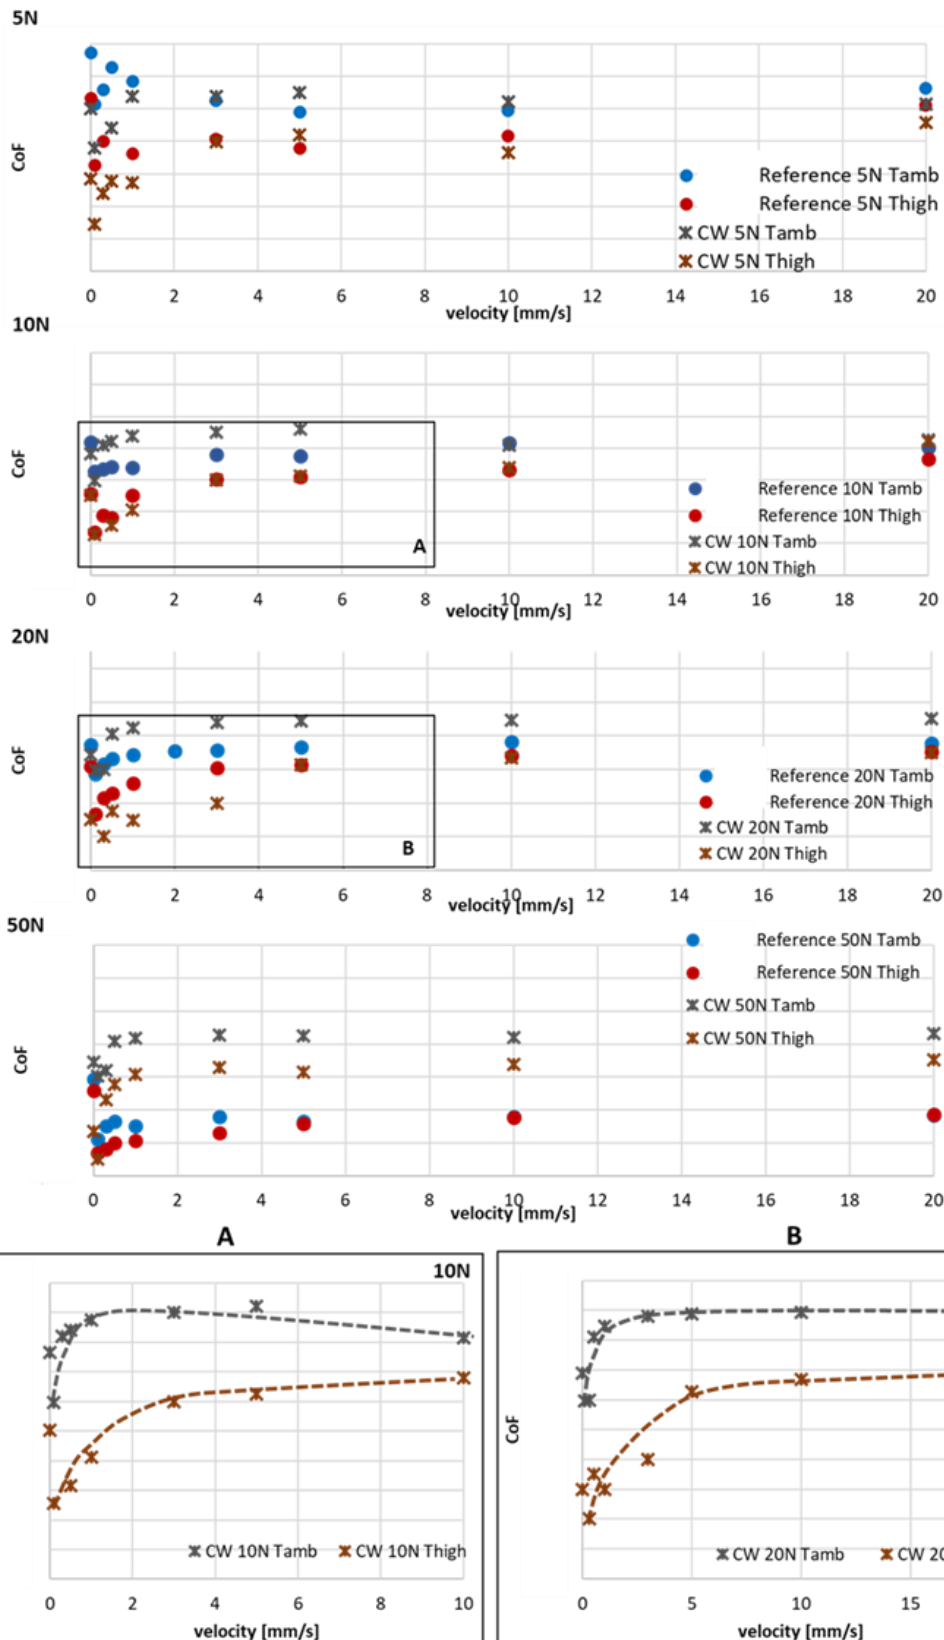 5N
CoF
Reference 5N Tamb
Reference 5N Thigh
CW 5N Tamb
CW 5N Thigh
0 2 4 6 8 10 12 14 16 18 20
velocity [mm/s]
10N
CoF
A
Reference 10N Tamb
Reference 10N Thigh
CW 10N Tamb
CW 10N Thigh
0 2 4 6 8 10 12 14 16 18 20
velocity [mm/s]
20N
CoF
B
Reference 20N Tamb
Reference 20N Thigh
CW 20N Tamb
CW 20N Thigh
0 2 4 6 8 10 12 14 16 18 20
velocity [mm/s]
50N
CoF
Reference 50N Tamb
Reference 50N Thigh
CW 50N Tamb
CW 50N Thigh
0 2 4 6 8 10 12 14 16 18 20
velocity [mm/s]
A
10N
CW 10N Tamb CW 10N Thigh
0 2 4 6 8 10
velocity [mm/s]
B
CoF
CW 20N Tamb CW 20
0 5 10 15
velocity [mm/s]